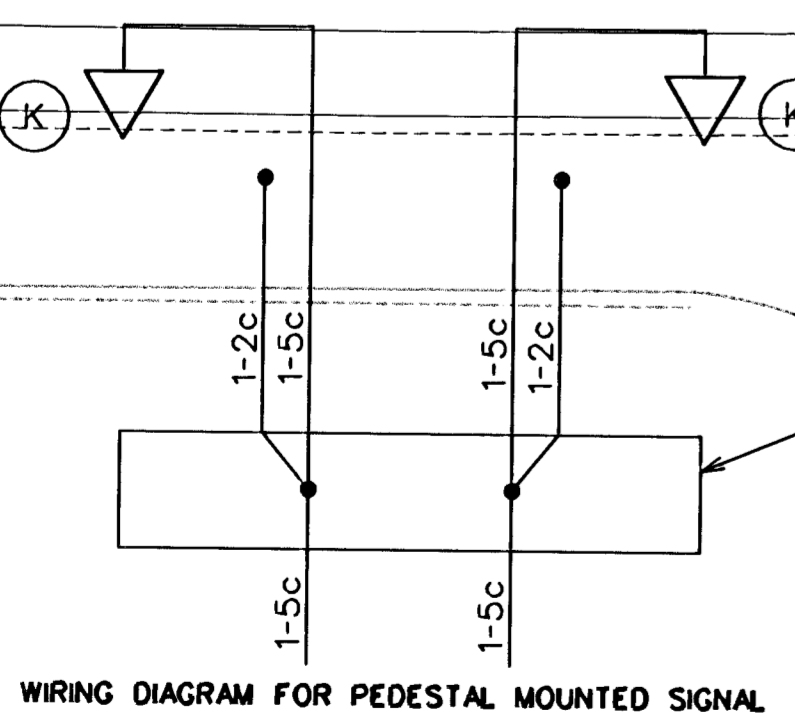 K
K
1-2c
1-5c
1-5c
1-2c
1-5c
1-5c
WIRING DIAGRAM FOR PEDESTAL MOUNTED SIGNAL